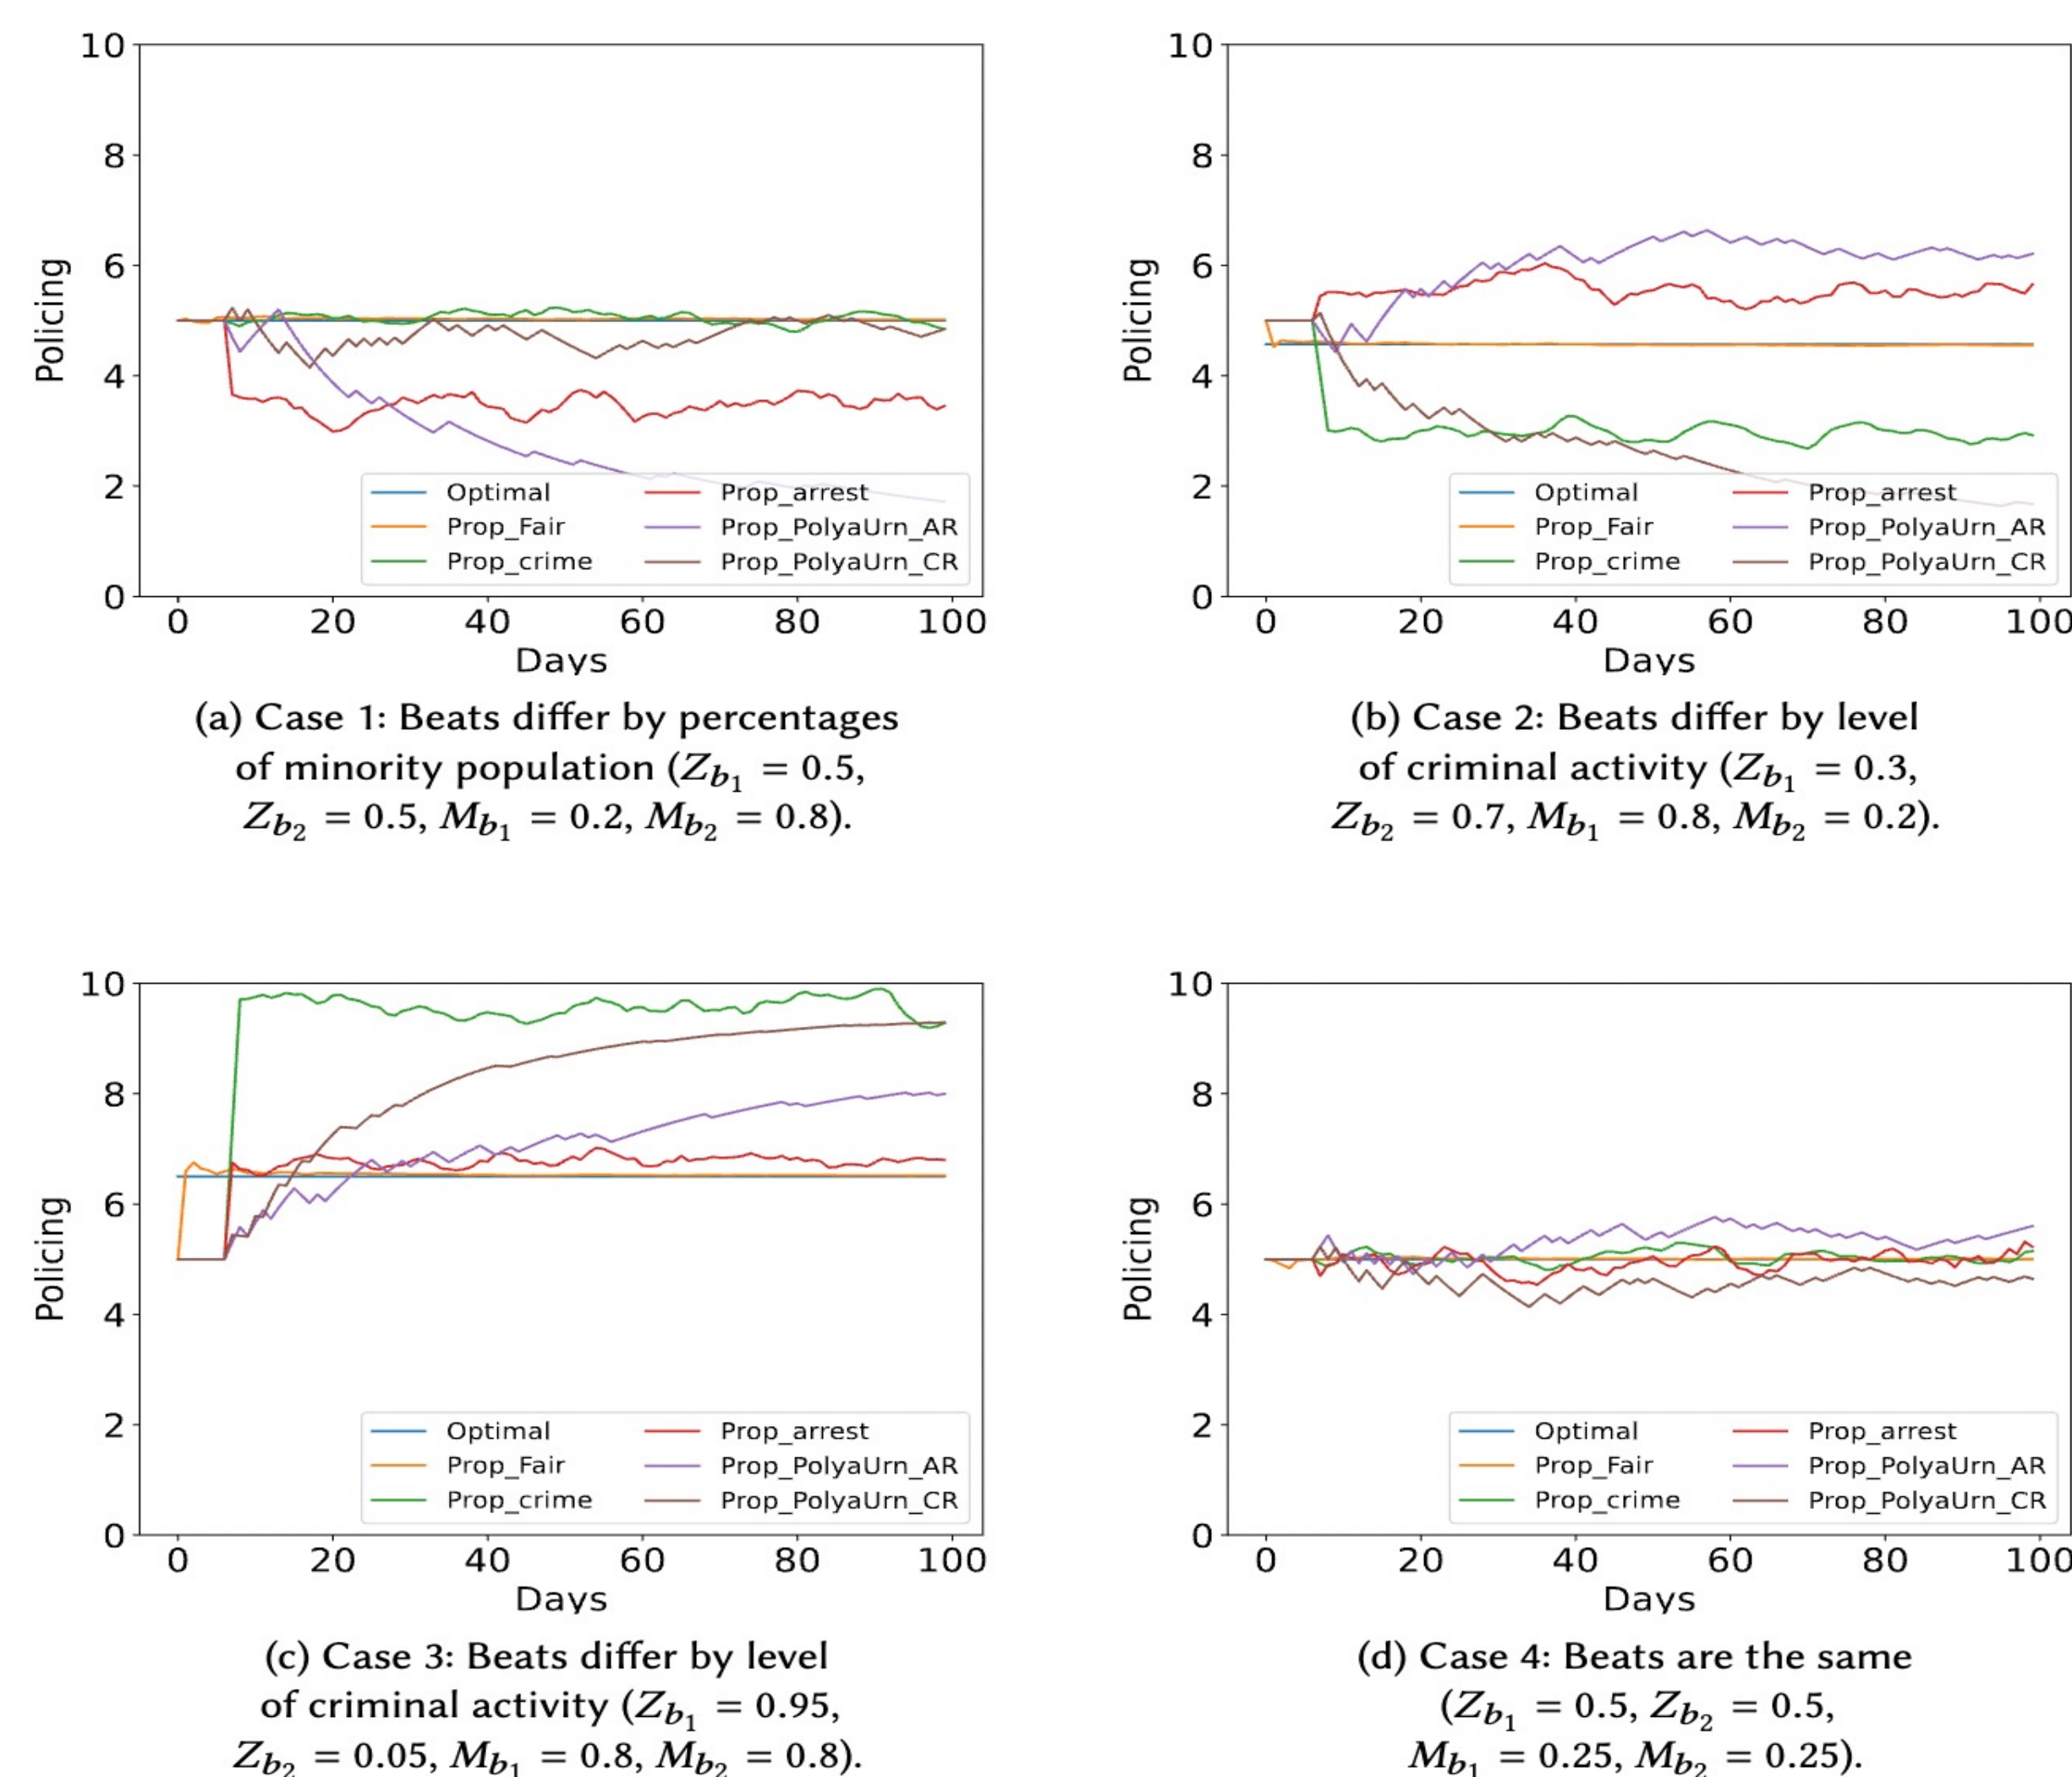 10
8
6
4
2
0
Policing
Optimal
Prop_Fair
Prop_crime
Prop_arrest
Prop_PolyaUrn_AR
Prop_PolyaUrn_CR
0 20 40 60 80 100
Days
(a) Case 1: Beats differ by percentages
of minority population (Z_{b_1} = 0.5,
Z_{b_2} = 0.5, M_{b_1} = 0.2, M_{b_2} = 0.8).
10
8
6
4
2
0
Policing
Optimal
Prop_Fair
Prop_crime
Prop_arrest
Prop_PolyaUrn_AR
Prop_PolyaUrn_CR
0 20 40 60 80 100
Days
(b) Case 2: Beats differ by level
of criminal activity (Z_{b_1} = 0.3,
Z_{b_2} = 0.7, M_{b_1} = 0.8, M_{b_2} = 0.2).
10
8
6
4
2
0
Policing
Optimal
Prop_Fair
Prop_crime
Prop_arrest
Prop_PolyaUrn_AR
Prop_PolyaUrn_CR
0 20 40 60 80 100
Days
(c) Case 3: Beats differ by level
of criminal activity (Z_{b_1} = 0.95,
Z_{b_2} = 0.05, M_{b_1} = 0.8, M_{b_2} = 0.8).
10
8
6
4
2
0
Policing
Optimal
Prop_Fair
Prop_crime
Prop_arrest
Prop_PolyaUrn_AR
Prop_PolyaUrn_CR
0 20 40 60 80 100
Days
(d) Case 4: Beats are the same
(Z_{b_1} = 0.5, Z_{b_2} = 0.5,
M_{b_1} = 0.25, M_{b_2} = 0.25).